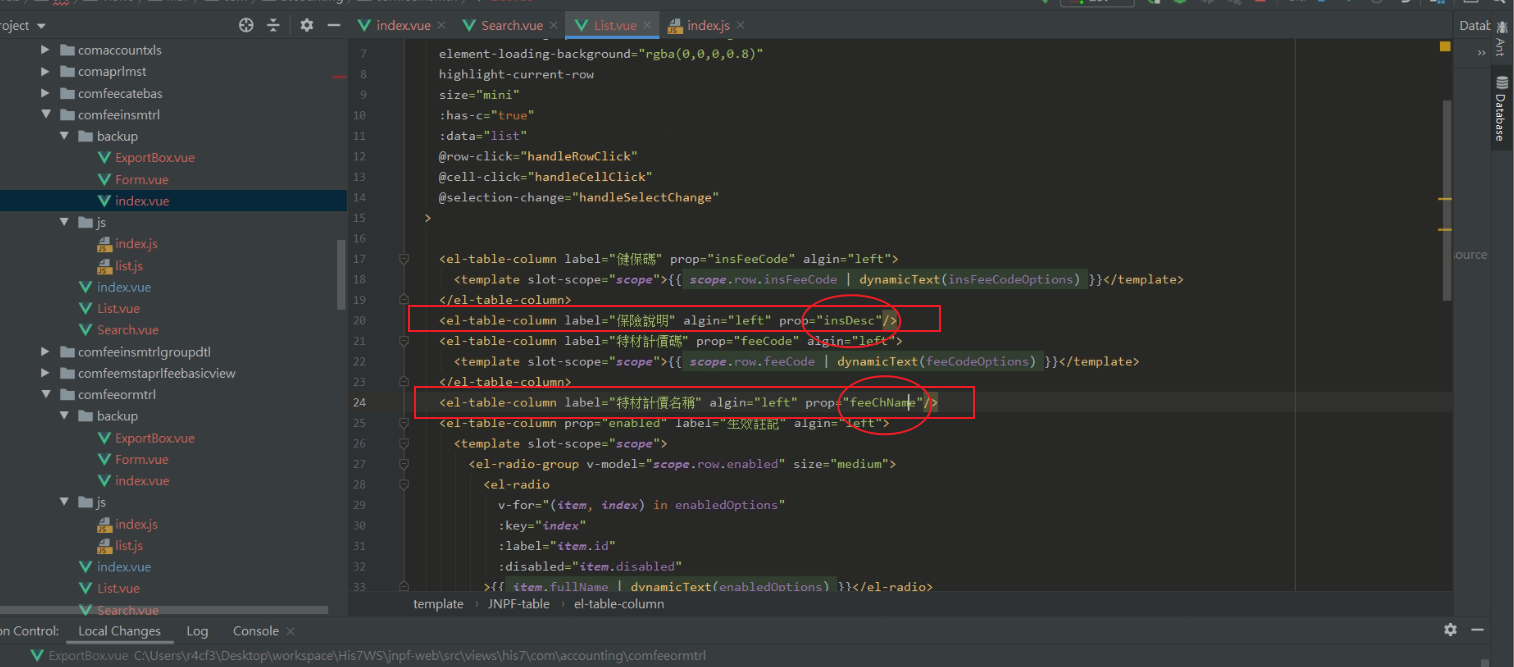 roject
index.vue
Search.vue
List.vue
index.js
Datab
comaccountxls
comaprlmst
comfeecatebas
comfeeinsmtrl
backup
ExportBox.vue
Form.vue
index.vue
js
index.js
list.js
index.vue
List.vue
Search.vue
comfeeinsmtrlgroupdtl
comfeemstaprlfeebasicview
comfeeormtrl
backup
ExportBox.vue
Form.vue
index.vue
js
index.js
list.js
index.vue
List.vue
Search.vue
7 element-loading-background="rgba(0,0,0,0.8)"
8 highlight-current-row
9 size="mini"
10 :has-c="true"
11 :data="list"
12 @row-click="handleRowClick"
13 @cell-click="handleCellClick"
14 @selection-change="handleSelectChange"
15 >
16
17 <el-table-column label="健保碼" prop="insFeeCode" algin="left">
18 <template slot-scope="scope">{{ scope.row.insFeeCode | dynamicText(insFeeCodeOptions) }}</template>
19 </el-table-column>
20 <el-table-column label="保險說明" algin="left" prop="insDesc"/>
21 <el-table-column label="特材計價碼" prop="feeCode" algin="left">
22 <template slot-scope="scope">{{ scope.row.feeCode | dynamicText(feeCodeOptions) }}</template>
23 </el-table-column>
24 <el-table-column label="特材計價名稱" algin="left" prop="feeChName"/>
25 <el-table-column prop="enabled" label="生效註記" algin="left">
26 <template slot-scope="scope">
27 <el-radio-group v-model="scope.row.enabled" size="medium">
28 <el-radio
29 v-for="(item, index) in enabledOptions"
30 :key="index"
31 :label="item.id"
32 :disabled="item.disabled"
33 >{{ item.fullName | dynamicText(enabledOptions) }}</el-radio>
Ant
Database
ource
template › JNPF-table › el-table-column
on Control: Local Changes Log Console
ExportBox.vue C:\Users\r4cf3\Desktop\workspace\His7WS\jnpf-web\src\views\his7\com\accounting\comfeeormtrl